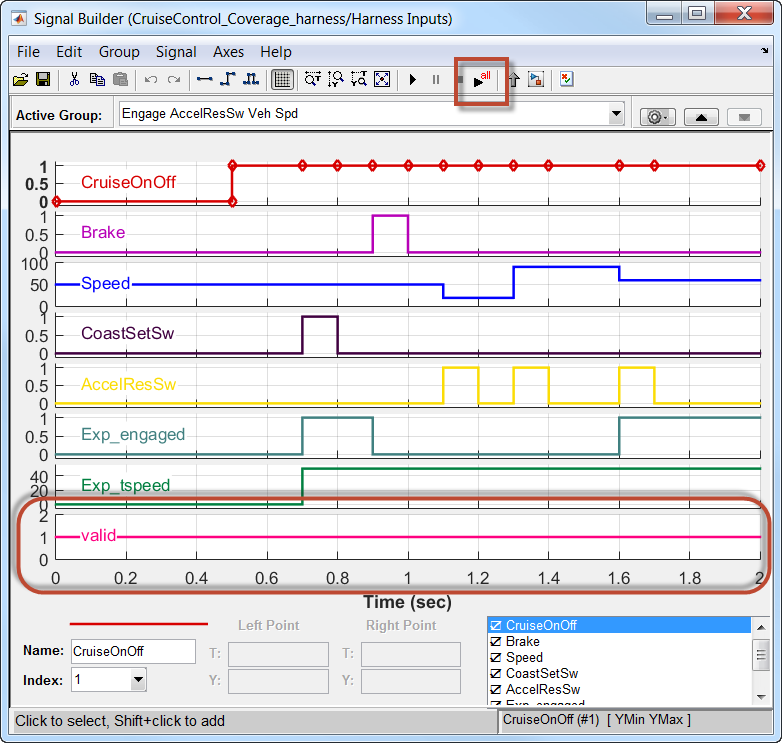 Signal Builder (CruiseControl_Coverage_harness/Harness Inputs)
File Edit Group Signal Axes Help
all
Active Group: Engage AccelResSw Veh Spd
1
0.5
0
CruiseOnOff
1
0.5
0
Brake
100
50
0
Speed
1
0.5
0
CoastSetSw
1
0.5
0
AccelResSw
1
0.5
0
Exp_engaged
40
20
0
Exp_tspeed
2
1
0
valid
0 0.2 0.4 0.6 0.8 1 1.2 1.4 1.6 1.8 2
Time (sec)
Left Point Right Point
Name: CruiseOnOff T: T:
Index: 1 Y: Y:
CruiseOnOff
Brake
Speed
CoastSetSw
AccelResSw
Exp_engaged
Click to select, Shift+click to add
CruiseOnOff (#1) [ YMin YMax ]